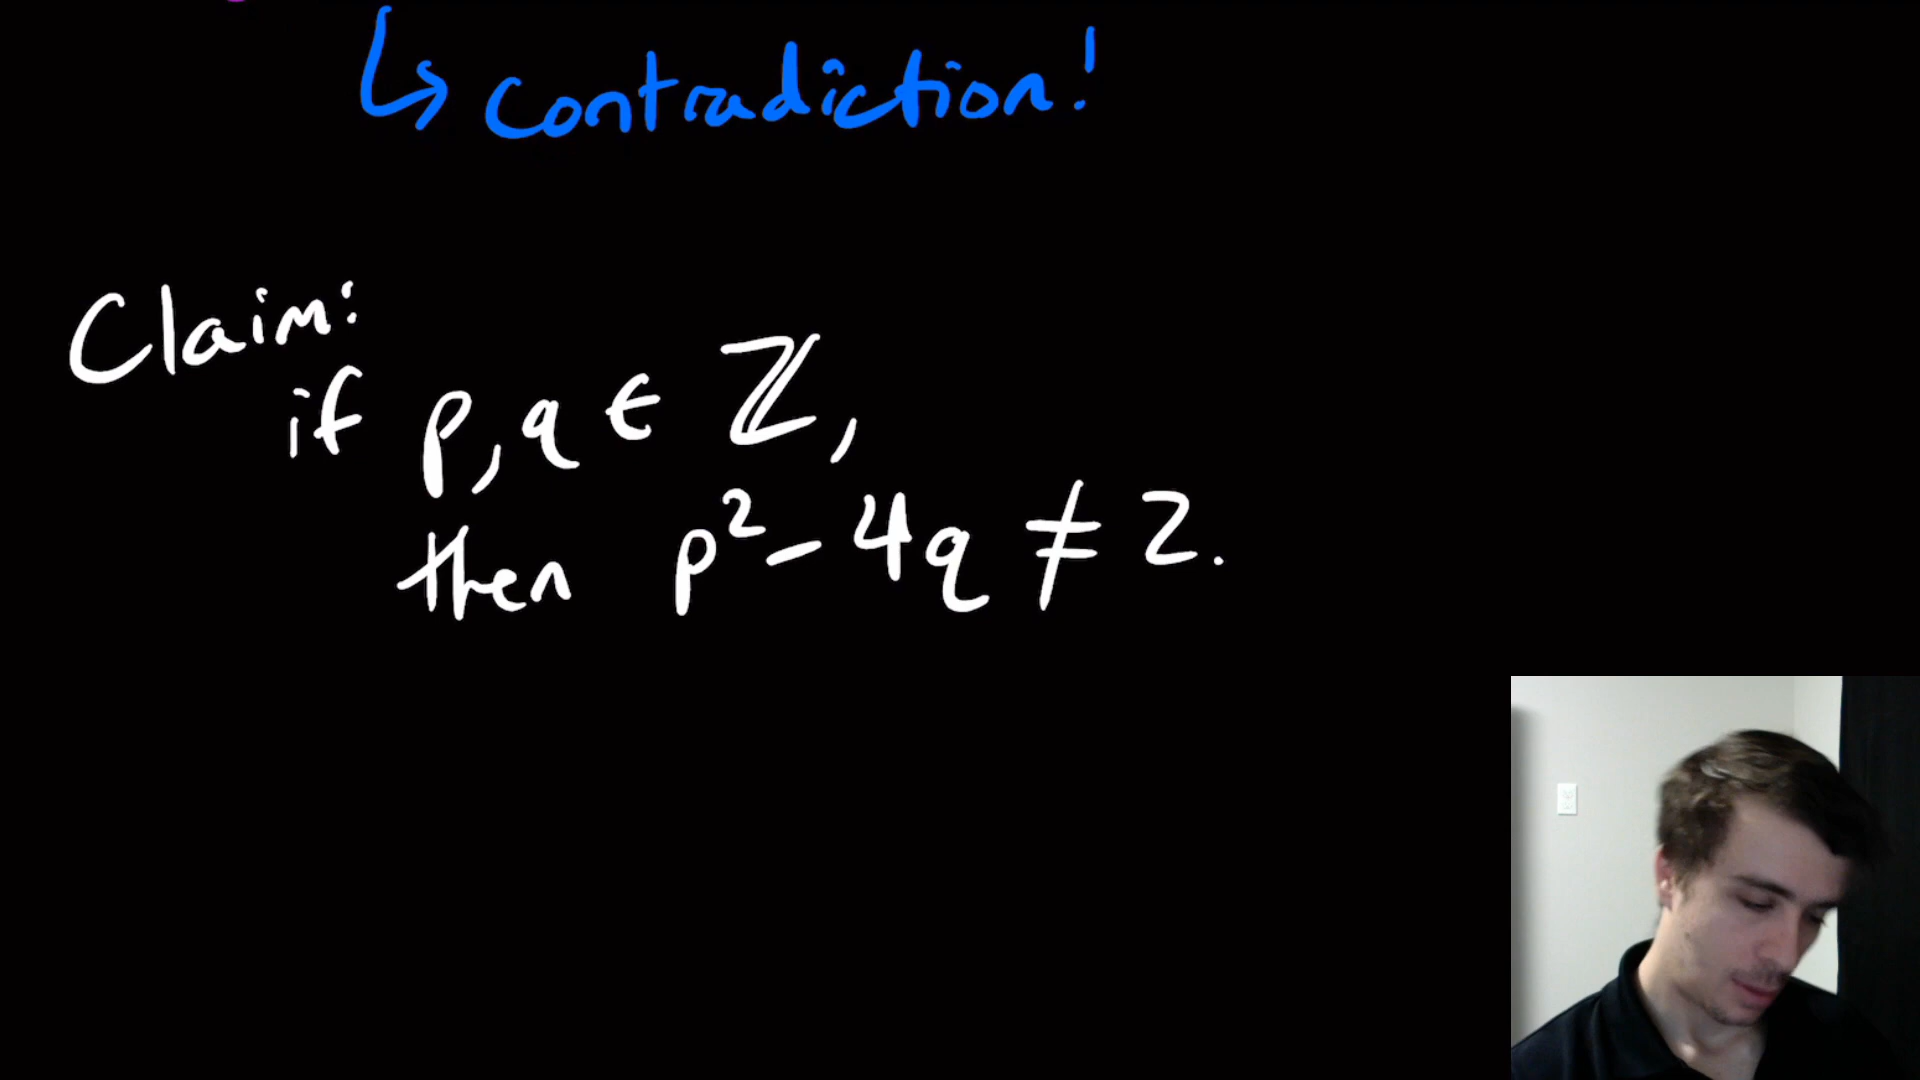 ↳ contradiction!
Claim:
if p, q ∈ ℤ,
then p² - 4q ≠ 2.